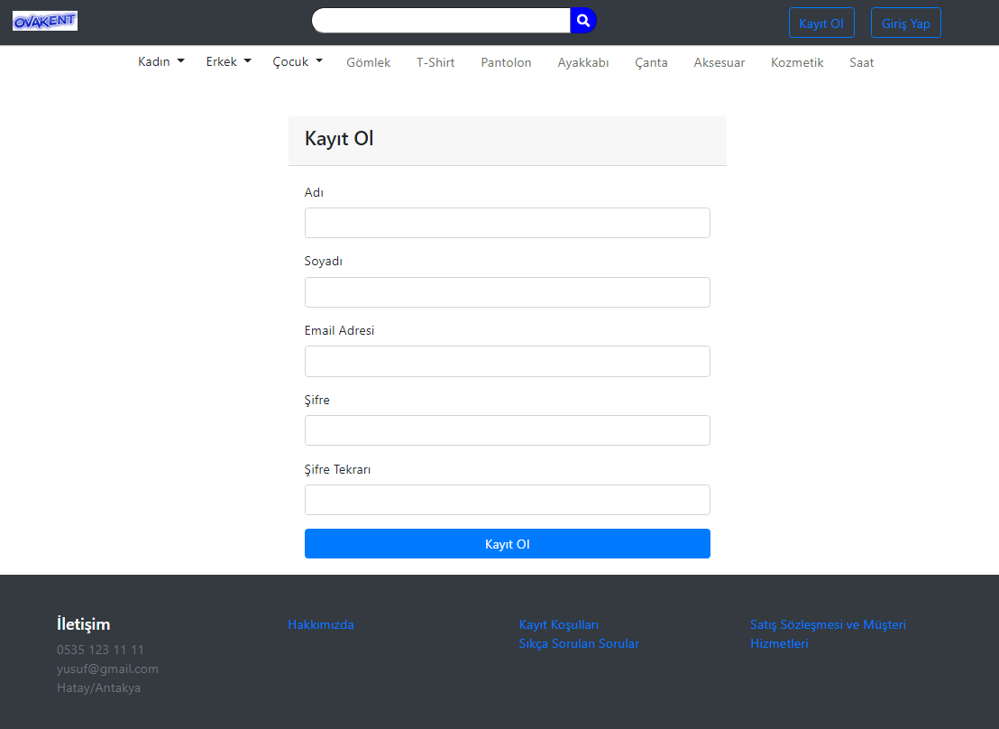 OVAKENT
Kayıt Ol
Giriş Yap
Kadın
Erkek
Çocuk
Gömlek
T-Shirt
Pantolon
Ayakkabı
Çanta
Aksesuar
Kozmetik
Saat
Kayıt Ol
Adı
Soyadı
Email Adresi
Şifre
Şifre Tekrarı
Kayıt Ol
İletişim
0535 123 11 11
yusuf@gmail.com
Hatay/Antakya
Hakkımızda
Kayıt Koşulları
Sıkça Sorulan Sorular
Satış Sözleşmesi ve Müşteri
Hizmetleri